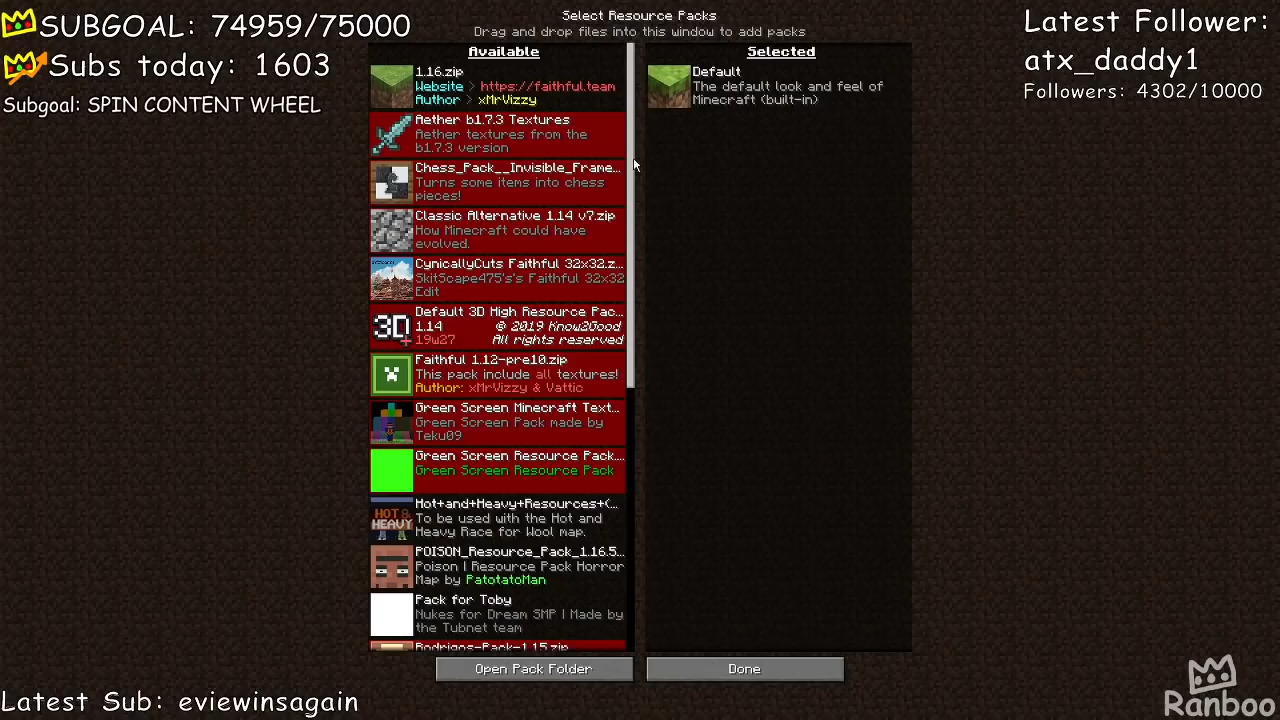 SUBGOAL: 74959/75000
Subs today: 1603
Subgoal: SPIN CONTENT WHEEL
Select Resource Packs
Drag and drop files into this window to add packs
Latest Follower:
atx_daddy1
Followers: 4302/10000
Available
1.16.zip
Website > https://faithful.team
Author > xMrVizzy
Aether b1.7.3 Textures
Aether textures from the
b1.7.3 version
Chess_Pack__Invisible_Frame...
Turns some items into chess
pieces!
Classic Alternative 1.14 v7.zip
How Minecraft could have
evolved.
CynicallyCuts Faithful 32x32.z...
SkitScape475's's Faithful 32x32
Edit
3D+
Default 3D High Resource Pac...
1.14 © 2019 Know2Good
19w27 All rights reserved
Faithful 1.12-pre10.zip
This pack include all textures!
Author: xMrVizzy & Vattic
Green Screen Minecraft Text...
Green Screen Pack made by
Teku09
Green Screen Resource Pack....
Green Screen Resource Pack
HOT &
HEAVY
Hot+and+Heavy+Resources+(...
To be used with the Hot and
Heavy Race for Wool map.
POISON_Resource_Pack_1.16.5...
Poison | Resource Pack Horror
Map by PatotatoMan
Pack for Toby
Nukes for Dream SMP | Made by
the Tubnet team
Rodrigos-Pack-1.15.zip
Selected
Default
The default look and feel of
Minecraft (built-in)
Open Pack Folder
Done
Latest Sub: eviewinsagain
Ranboo